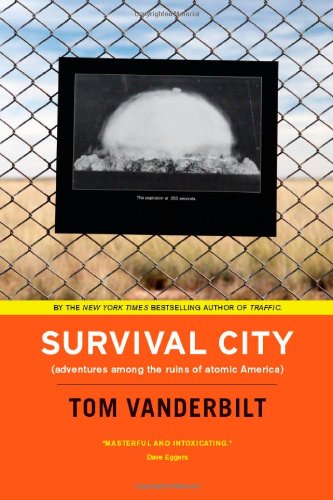 The explosion at .053 seconds
BY THE NEW YORK TIMES BESTSELLING AUTHOR OF TRAFFIC.
SURVIVAL CITY
(adventures among the ruins of atomic America)
TOM VANDERBILT
"MASTERFUL AND INTOXICATING."
Dave Eggers